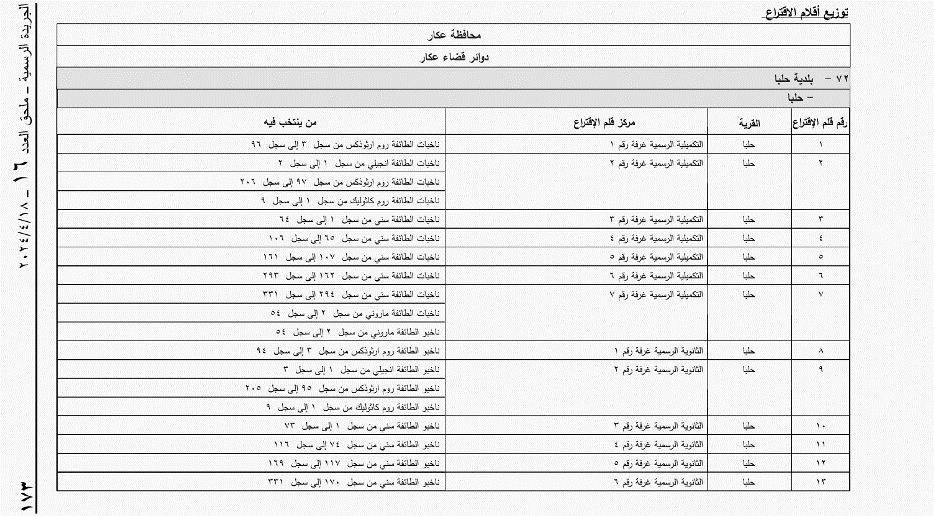 الجريدة الرسمية – ملحق العدد ١٦ – ٢٠٢٤/٤/١٨
توزيع أقلام الاقتراع
محافظة عكار
دوائر قضاء عكار
٧٢ – بلدية حلبا
– حلبا
رقم قلم الإقتراع القرية مركز قلم الإقتراع من ينتخب فيه
١ حلبا التكميلية الرسمية غرفة رقم ١ ناخبات الطائفة روم ارثوذكس من سجل ٣ إلى سجل ٩٦
٢ حلبا التكميلية الرسمية غرفة رقم ٢ ناخبات الطائفة انجيلي من سجل ١ إلى سجل ٢
ناخبات الطائفة روم ارثوذكس من سجل ٩٧ إلى سجل ٢٠٦
ناخبات الطائفة روم كاثوليك من سجل ١ إلى سجل ٩
٣ حلبا التكميلية الرسمية غرفة رقم ٣ ناخبات الطائفة سني من سجل ١ إلى سجل ٦٤
٤ حلبا التكميلية الرسمية غرفة رقم ٤ ناخبات الطائفة سني من سجل ٦٥ إلى سجل ١٠٦
٥ حلبا التكميلية الرسمية غرفة رقم ٥ ناخبات الطائفة سني من سجل ١٠٧ إلى سجل ١٦١
٦ حلبا التكميلية الرسمية غرفة رقم ٦ ناخبات الطائفة سني من سجل ١٦٢ إلى سجل ٢٩٣
٧ حلبا التكميلية الرسمية غرفة رقم ٧ ناخبات الطائفة سني من سجل ٢٩٤ إلى سجل ٣٣١
ناخبات الطائفة ماروني من سجل ٢ إلى سجل ٥٤
ناخبو الطائفة ماروني من سجل ٢ إلى سجل ٥٤
٨ حلبا الثانوية الرسمية غرفة رقم ١ ناخبو الطائفة روم ارثوذكس من سجل ٣ إلى سجل ٩٤
٩ حلبا الثانوية الرسمية غرفة رقم ٢ ناخبو الطائفة انجيلي من سجل ١ إلى سجل ٣
ناخبو الطائفة روم ارثوذكس من سجل ٩٥ إلى سجل ٢٠٥
ناخبو الطائفة روم كاثوليك من سجل ١ إلى سجل ٩
١٠ حلبا الثانوية الرسمية غرفة رقم ٣ ناخبو الطائفة سني من سجل ١ إلى سجل ٧٣
١١ حلبا الثانوية الرسمية غرفة رقم ٤ ناخبو الطائفة سني من سجل ٧٤ إلى سجل ١١٦
١٢ حلبا الثانوية الرسمية غرفة رقم ٥ ناخبو الطائفة سني من سجل ١١٧ إلى سجل ١٦٩
١٣ حلبا الثانوية الرسمية غرفة رقم ٦ ناخبو الطائفة سني من سجل ١٧٠ إلى سجل ٣٣١
١٧٣